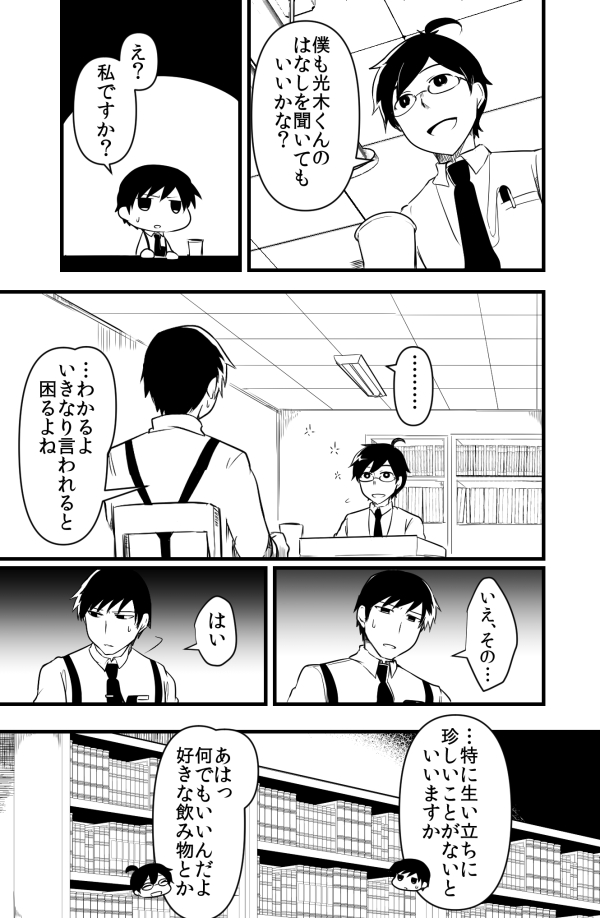 僕も光木くんの
はなしを聞いても
いいかな？
え？
私ですか？
………
…わかるよ
いきなり言われると
困るよね
いえ、その…
はい
…特に生い立ちに
珍しいことがないと
いいますか
あはっ
何でもいいんだよ
好きな飲み物とか